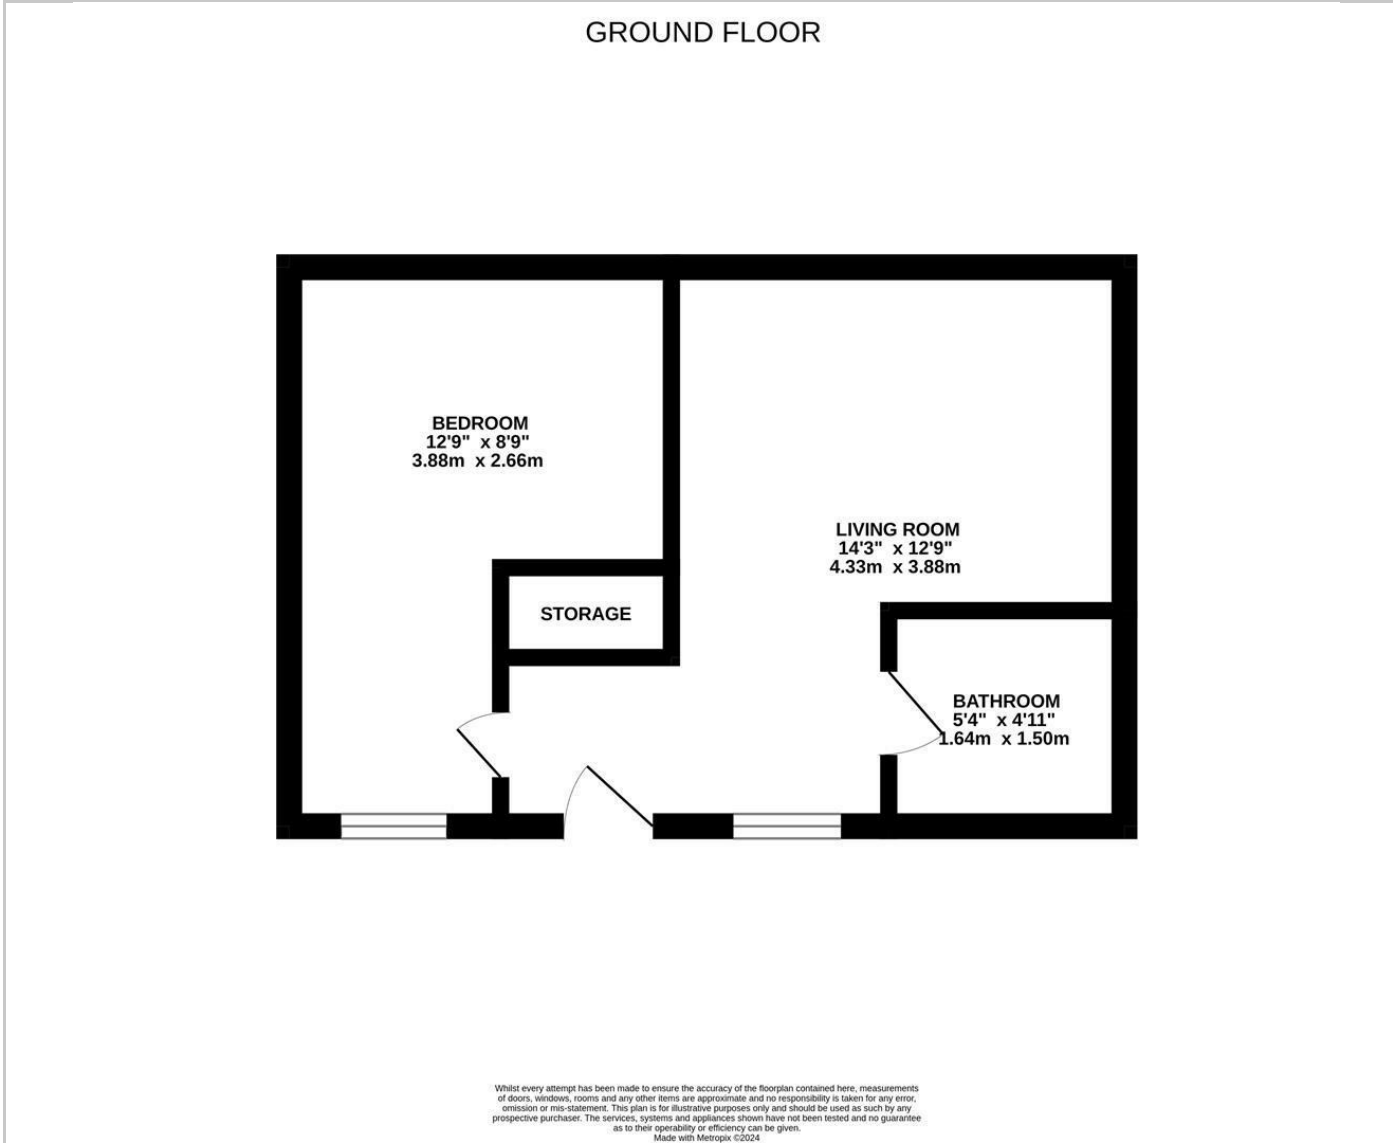 GROUND FLOOR
BEDROOM
12'9" x 8'9"
3.88m x 2.66m
LIVING ROOM
14'3" x 12'9"
4.33m x 3.88m
STORAGE
BATHROOM
5'4" x 4'11"
1.64m x 1.50m
Whilst every attempt has been made to ensure the accuracy of the floorplan contained here, measurements
of doors, windows, rooms and any other items are approximate and no responsibility is taken for any error,
omission or mis-statement. This plan is for illustrative purposes only and should be used as such by any
prospective purchaser. The services, systems and appliances shown have not been tested and no guarantee
as to their operability or efficiency can be given.
Made with Metropix ©2024